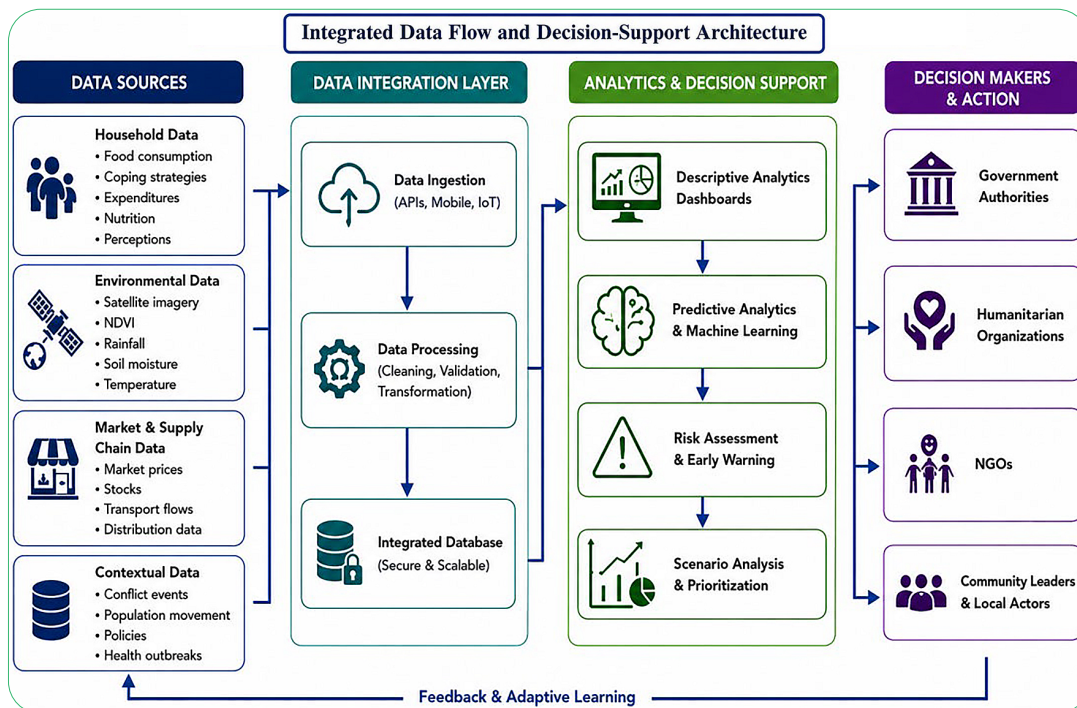 Integrated Data Flow and Decision-Support Architecture
DATA SOURCES
Household Data
• Food consumption
• Coping strategies
• Expenditures
• Nutrition
• Perceptions
Environmental Data
• Satellite imagery
• NDVI
• Rainfall
• Soil moisture
• Temperature
Market & Supply
Chain Data
• Market prices
• Stocks
• Transport flows
• Distribution data
Contextual Data
• Conflict events
• Population movement
• Policies
• Health outbreaks
DATA INTEGRATION LAYER
Data Ingestion
(APIs, Mobile, IoT)
Data Processing
(Cleaning, Validation,
Transformation)
Integrated Database
(Secure & Scalable)
ANALYTICS & DECISION SUPPORT
Descriptive Analytics
Dashboards
Predictive Analytics
& Machine Learning
Risk Assessment
& Early Warning
Scenario Analysis
& Prioritization
DECISION MAKERS
& ACTION
Government
Authorities
Humanitarian
Organizations
NGOs
Community Leaders
& Local Actors
Feedback & Adaptive Learning